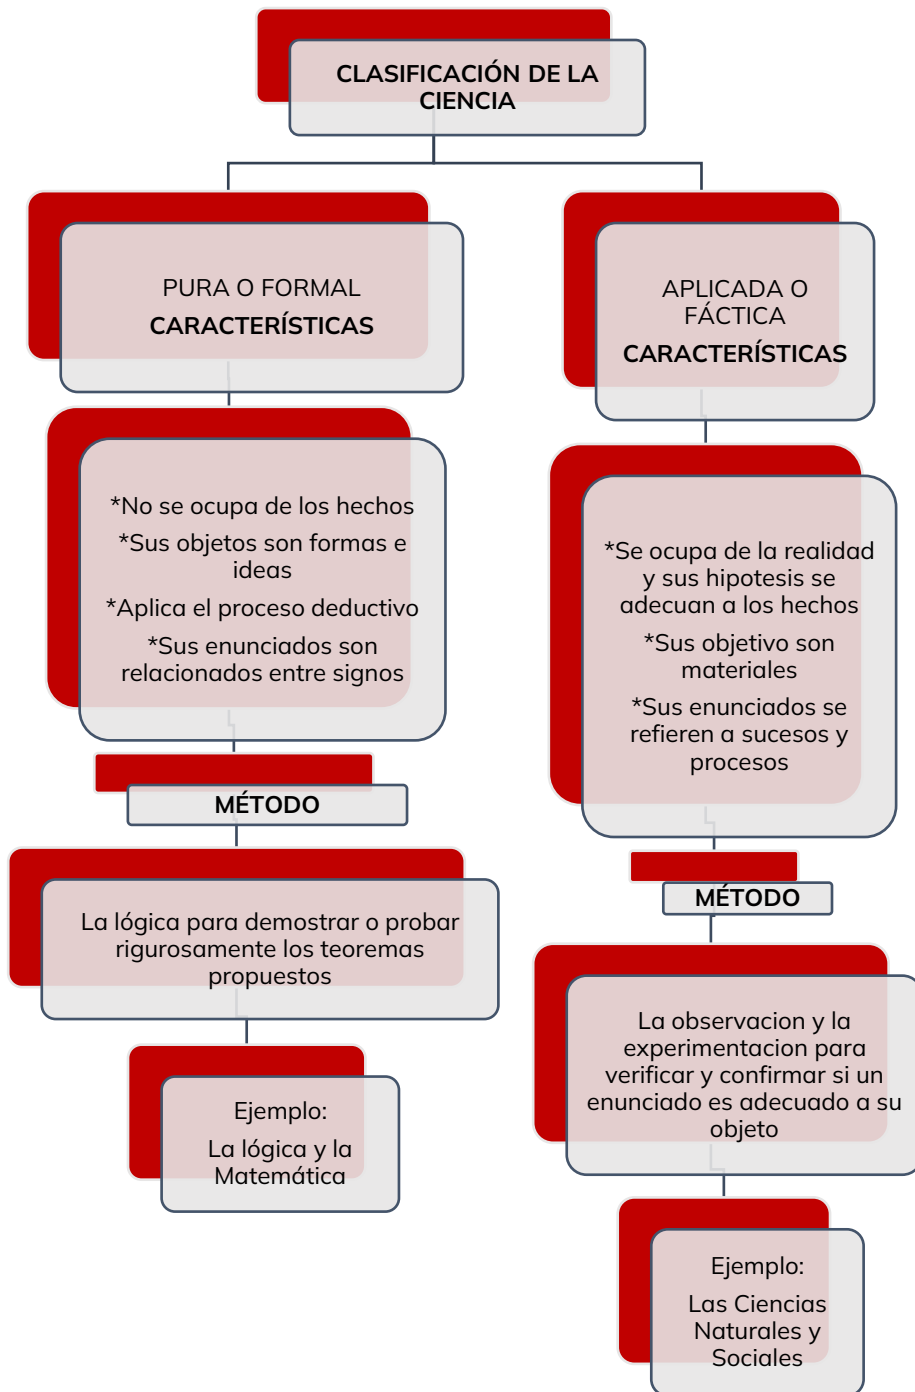 CLASIFICACIÓN DE LA
CIENCIA
PURA O FORMAL
CARACTERÍSTICAS
*No se ocupa de los hechos
*Sus objetos son formas e
ideas
*Aplica el proceso deductivo
*Sus enunciados son
relacionados entre signos
MÉTODO
La lógica para demostrar o probar
rigurosamente los teoremas
propuestos
Ejemplo:
La lógica y la
Matemática
APLICADA O
FÁCTICA
CARACTERÍSTICAS
*Se ocupa de la realidad
y sus hipotesis se
adecuan a los hechos
*Sus objetivo son
materiales
*Sus enunciados se
refieren a sucesos y
procesos
MÉTODO
La observacion y la
experimentacion para
verificar y confirmar si un
enunciado es adecuado a su
objeto
Ejemplo:
Las Ciencias
Naturales y
Sociales